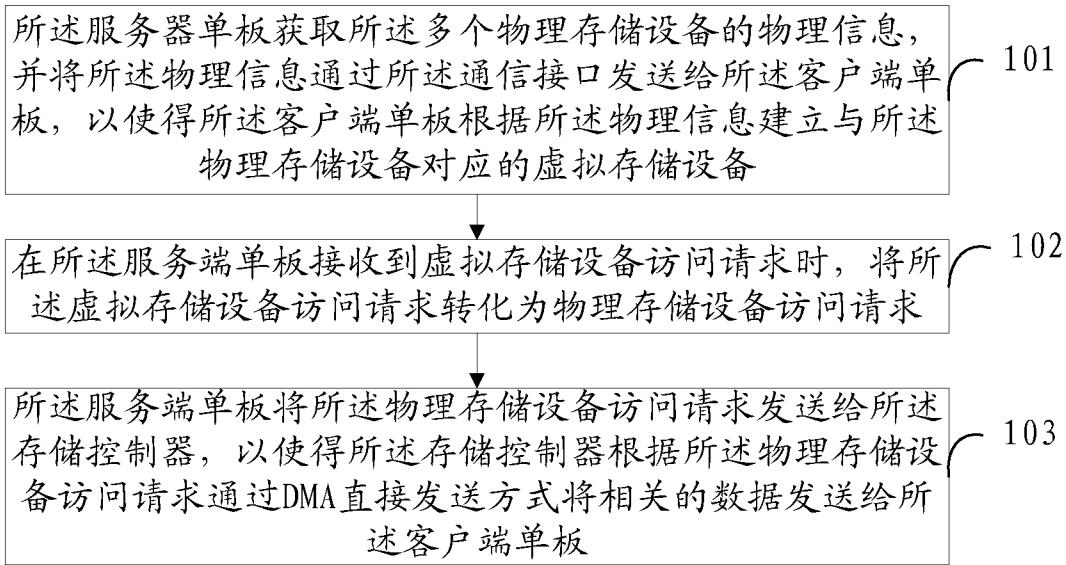 所述服务器单板获取所述多个物理存储设备的物理信息，
并将所述物理信息通过所述通信接口发送给所述客户端单
板，以使得所述客户端单板根据所述物理信息建立与所述
物理存储设备对应的虚拟存储设备
101
在所述服务端单板接收到虚拟存储设备访问请求时，将所
述虚拟存储设备访问请求转化为物理存储设备访问请求
102
所述服务端单板将所述物理存储设备访问请求发送给所述
存储控制器，以使得所述存储控制器根据所述物理存储设
备访问请求通过DMA直接发送方式将相关的数据发送给所
述客户端单板
103